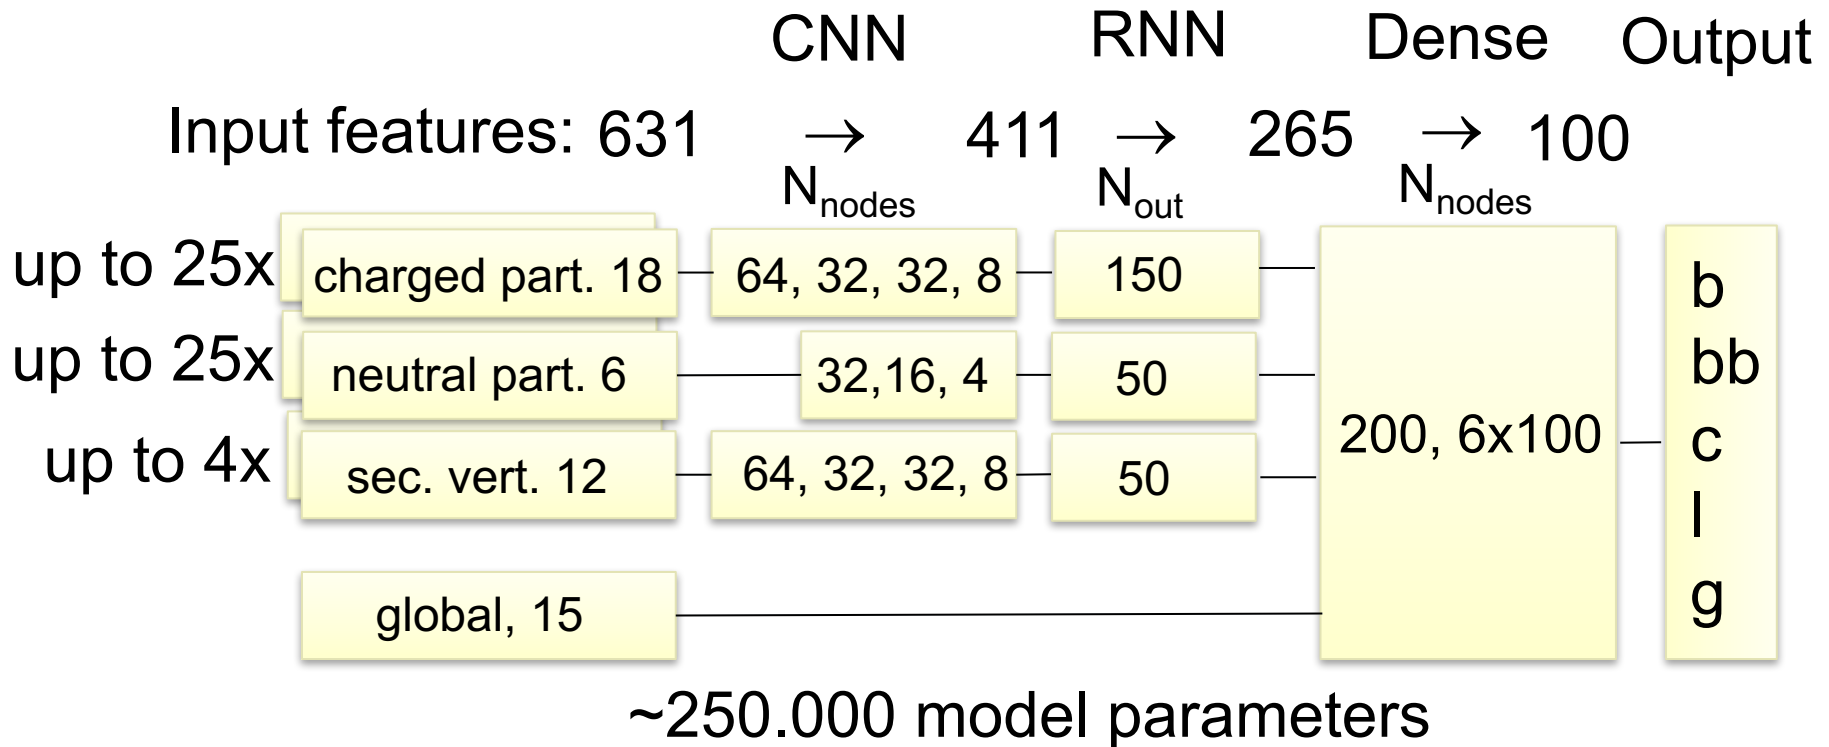 CNN RNN Dense Output
Input features: 631 → 411 → 265 → 100
Nnodes Nout Nnodes
up to 25x charged part. 18 64, 32, 32, 8 150 b
up to 25x neutral part. 6 32,16, 4 50 bb
200, 6x100 c
up to 4x sec. vert. 12 64, 32, 32, 8 50
l
global, 15 g
~250.000 model parameters